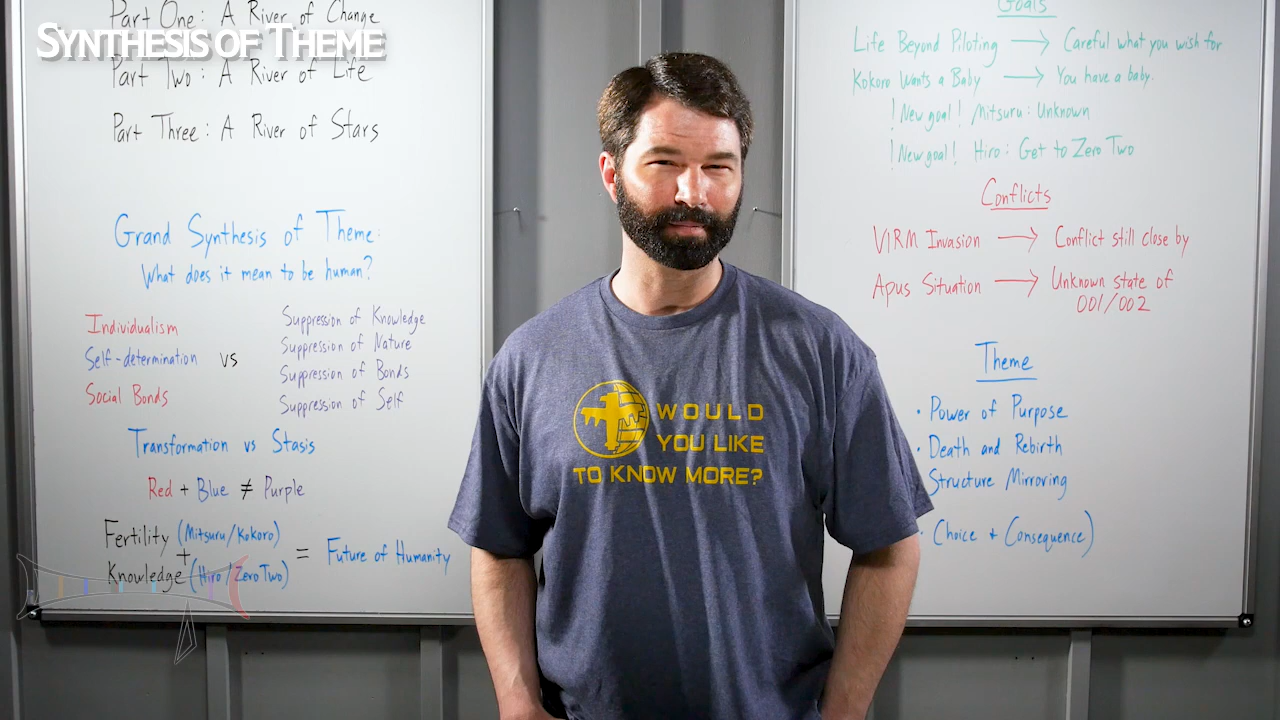 Part One: A River of Change
SYNTHESIS OF THEME
Part Two: A River of Life
Part Three: A River of Stars
Grand Synthesis of Theme:
What does it mean to be human?
Individualism
Self-determination
Social Bonds
vs
Suppression of Knowledge
Suppression of Nature
Suppression of Bonds
Suppression of Self
Transformation vs Stasis
Red + Blue ≠ Purple
Fertility (Mitsuru/Kokoro)
+
Knowledge (Hiro/Zero Two)
= Future of Humanity
WOULD
YOU LIKE
TO KNOW MORE?
Goals
Life Beyond Piloting → Careful what you wish for
Kokoro Wants a Baby → You have a baby.
! New goal! Mitsuru: Unknown
! New goal! Hiro: Get to Zero Two
Conflicts
VIRM Invasion → Conflict still close by
Apus Situation → Unknown state of
001/002
Theme
• Power of Purpose
• Death and Rebirth
Structure Mirroring
• Choice + Consequence)